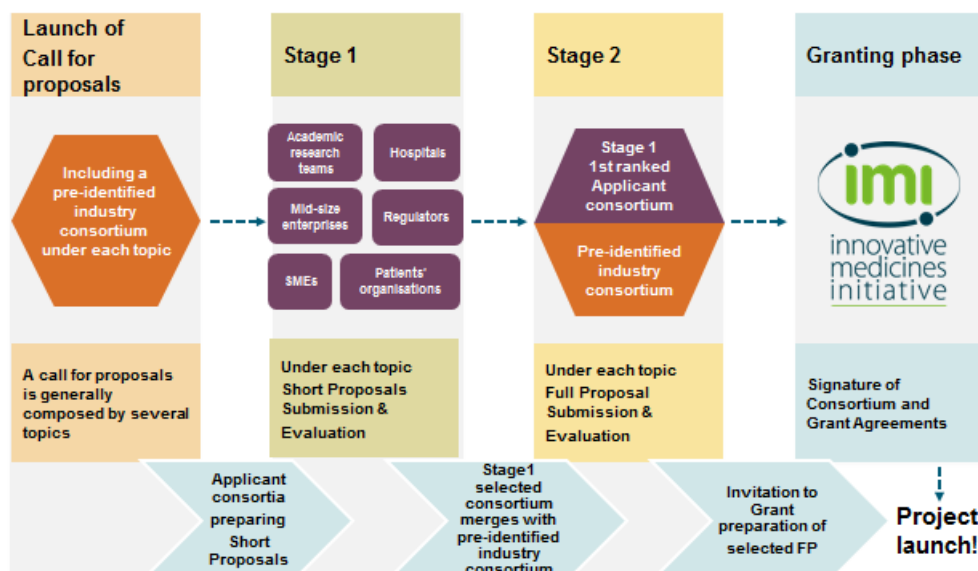 Launch of
Call for
proposals
Stage 1
Stage 2
Granting phase
Including a
pre-identified
industry
consortium
under each topic
Academic
research
teams
Hospitals
Mid-size
enterprises
Regulators
SMEs
Patients'
organisations
Stage 1
1st ranked
Applicant
consortium
Pre-identified
industry
consortium
imi
innovative
medicines
initiative
A call for proposals
is generally
composed by several
topics
Under each topic
Short Proposals
Submission &
Evaluation
Under each topic
Full Proposal
Submission &
Evaluation
Signature of
Consortium and
Grant Agreements
Applicant
consortia
preparing
Short
Proposals
Stage1
selected
consortium
merges with
pre-identified
industry
consortium
Invitation to
Grant
preparation of
selected FP
Project
launch!